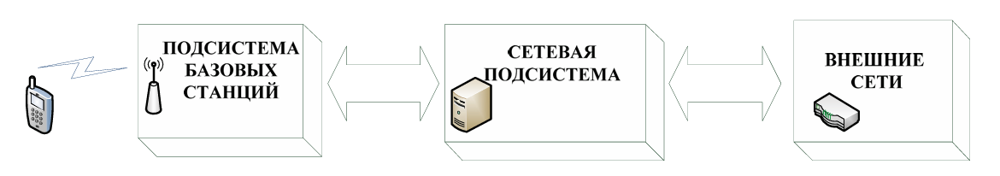 ПОДСИСТЕМА
БАЗОВЫХ
СТАНЦИЙ
СЕТЕВАЯ
ПОДСИСТЕМА
ВНЕШНИЕ
СЕТИ